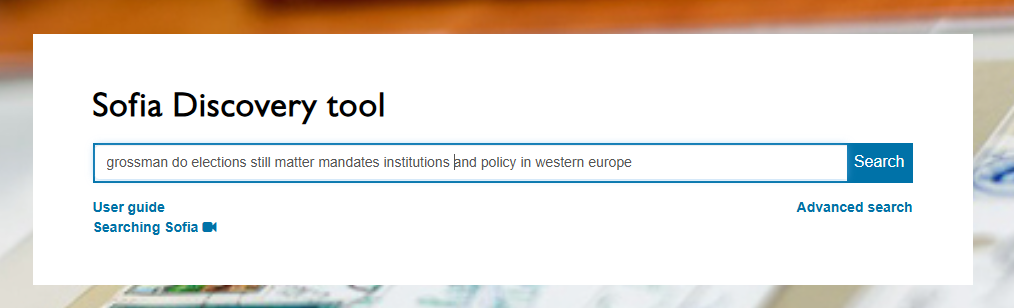 Sofia Discovery tool
grossman do elections still matter mandates institutions and policy in western europe
Search
User guide
Advanced search
Searching Sofia